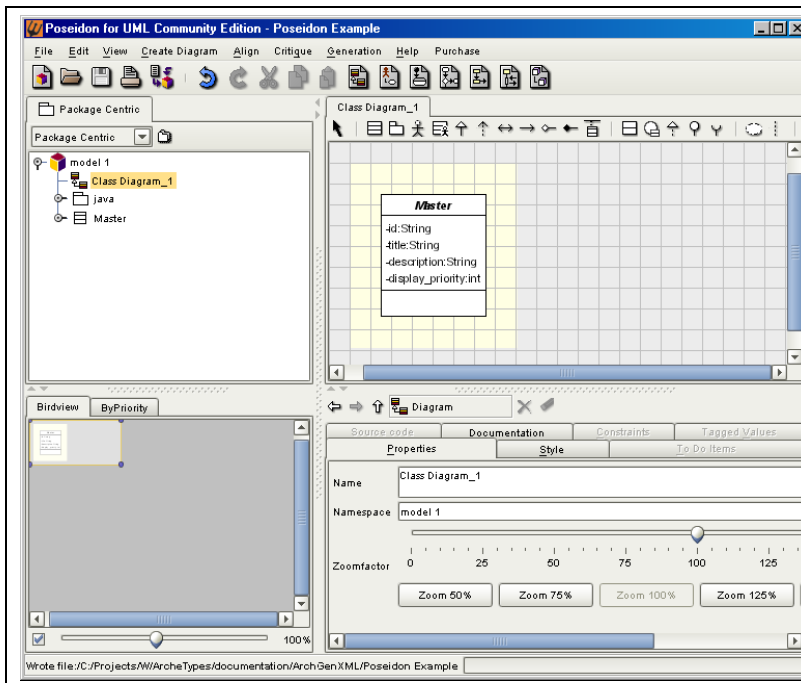 Poseidon for UML Community Edition - Poseidon Example
File Edit View Create Diagram Align Critique Generation Help Purchase
Package Centric
Package Centric
model 1
Class Diagram_1
java
Master
Class Diagram_1
Master
-id:String
-title:String
-description:String
-display_priority:int
Birdview ByPriority
100%
Diagram
Source code Documentation Constraints Tagged Values
Properties Style To Do Items
Name Class Diagram_1
Namespace model 1
Zoomfactor 0 25 50 75 100 125
Zoom 50% Zoom 75% Zoom 100% Zoom 125%
Wrote file:/C:/Projects/W/ArcheTypes/documentation/ArchGenXML/Poseidon Example